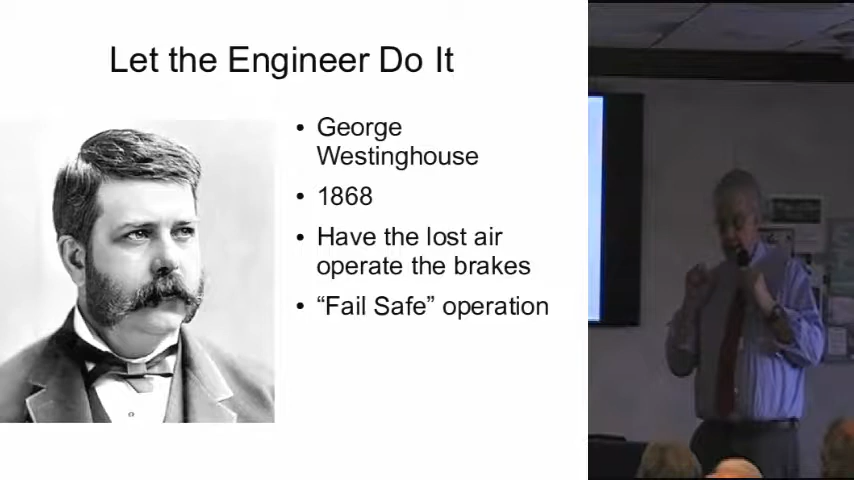 Let the Engineer Do It
• George
Westinghouse
• 1868
• Have the lost air
operate the brakes
• “Fail Safe” operation